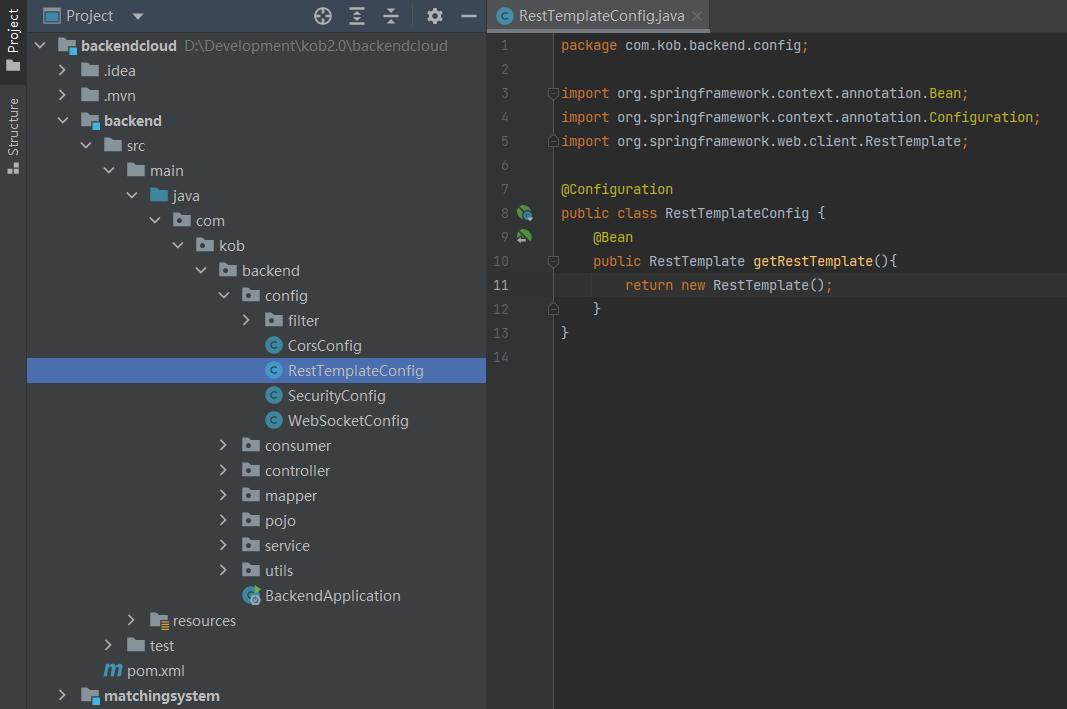 Project
Structure
Project
backendcloud D:\Development\kob2.0\backendcloud
.idea
.mvn
backend
src
main
java
com
kob
backend
config
filter
C CorsConfig
C RestTemplateConfig
C SecurityConfig
C WebSocketConfig
consumer
controller
mapper
pojo
service
utils
BackendApplication
resources
test
m pom.xml
matchingsystem
C RestTemplateConfig.java
1 package com.kob.backend.config;
2
3 import org.springframework.context.annotation.Bean;
4 import org.springframework.context.annotation.Configuration;
5 import org.springframework.web.client.RestTemplate;
6
7 @Configuration
8 public class RestTemplateConfig {
9 @Bean
10 public RestTemplate getRestTemplate(){
11 return new RestTemplate();
12 }
13 }
14